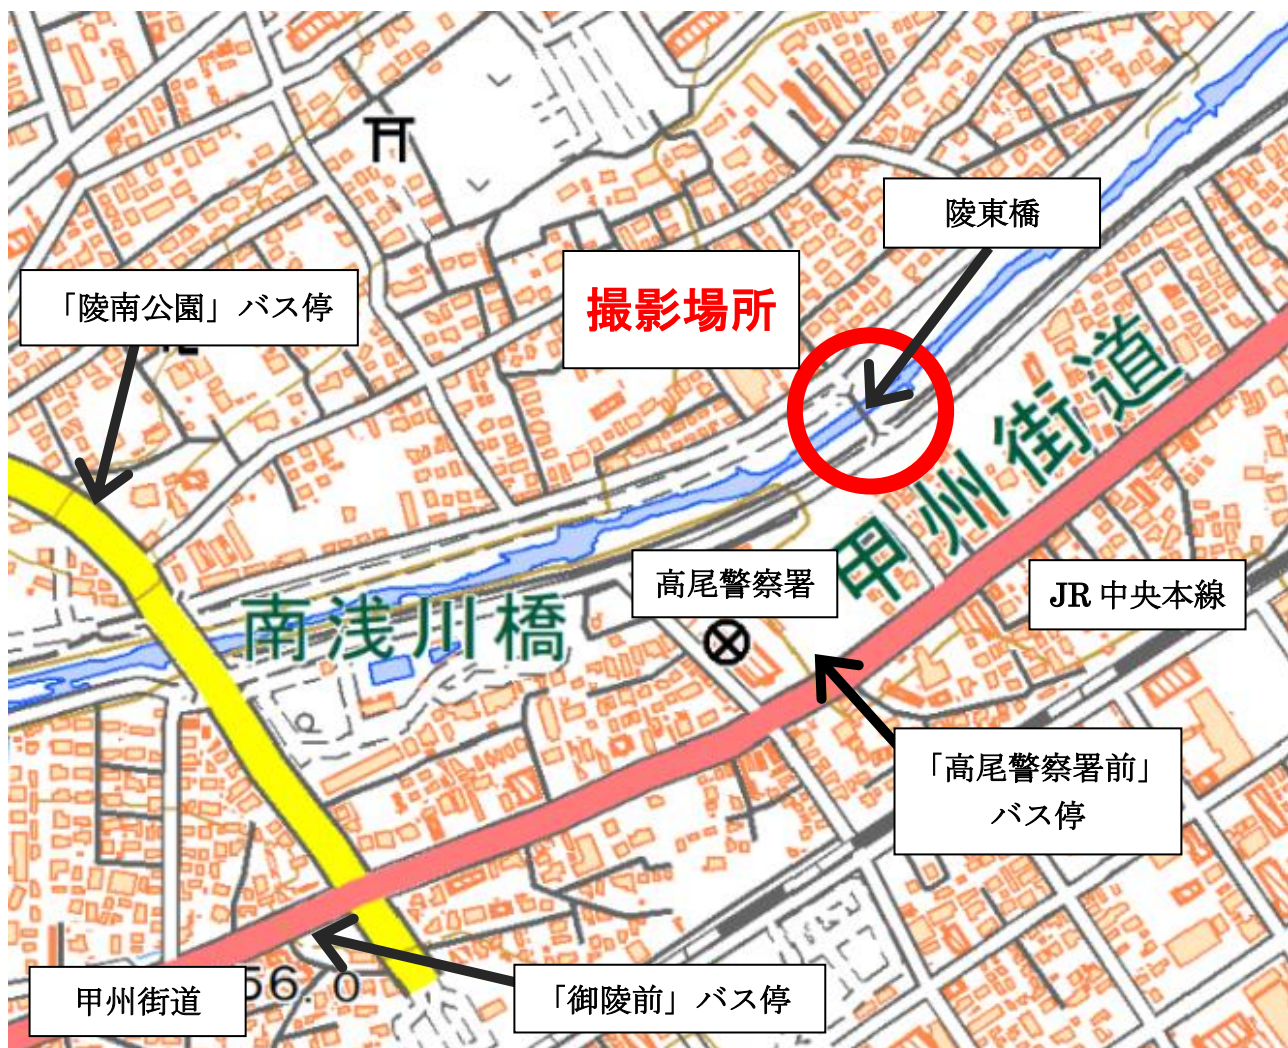 陵東橋
「陵南公園」バス停
撮影場所
甲州街道
高尾警察署
JR 中央本線
南浅川橋
「高尾警察署前」
バス停
甲州街道
56.0
「御陵前」バス停